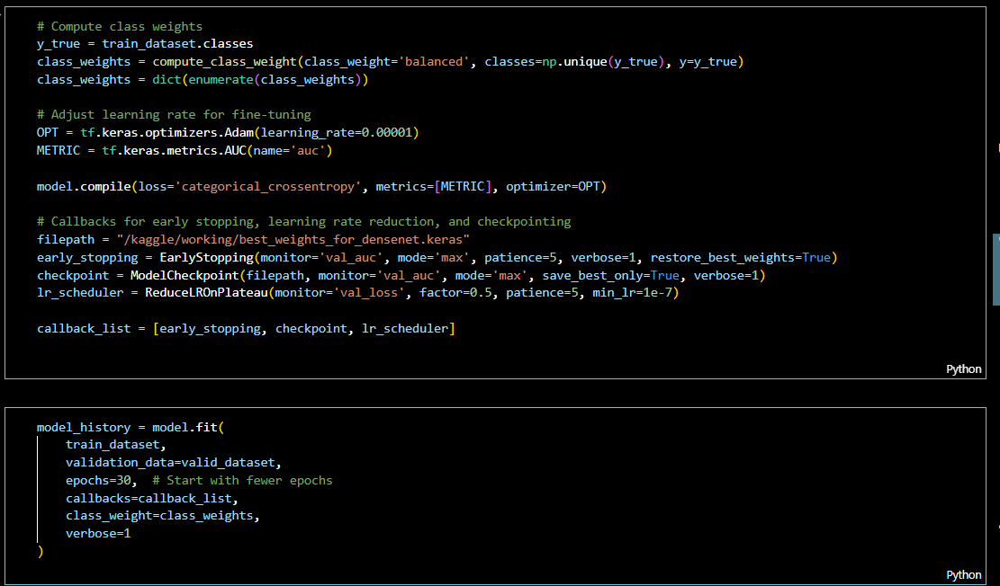 # Compute class weights
y_true = train_dataset.classes
class_weights = compute_class_weight(class_weight='balanced', classes=np.unique(y_true), y=y_true)
class_weights = dict(enumerate(class_weights))
# Adjust learning rate for fine-tuning
OPT = tf.keras.optimizers.Adam(learning_rate=0.00001)
METRIC = tf.keras.metrics.AUC(name='auc')
model.compile(loss='categorical_crossentropy', metrics=[METRIC], optimizer=OPT)
# Callbacks for early stopping, learning rate reduction, and checkpointing
filepath = "/kaggle/working/best_weights_for_densenet.keras"
early_stopping = EarlyStopping(monitor='val_auc', mode='max', patience=5, verbose=1, restore_best_weights=True)
checkpoint = ModelCheckpoint(filepath, monitor='val_auc', mode='max', save_best_only=True, verbose=1)
lr_scheduler = ReduceLROnPlateau(monitor='val_loss', factor=0.5, patience=5, min_lr=1e-7)
callback_list = [early_stopping, checkpoint, lr_scheduler]
Python
model_history = model.fit(
    train_dataset,
    validation_data=valid_dataset,
    epochs=30,  # Start with fewer epochs
    callbacks=callback_list,
    class_weight=class_weights,
    verbose=1
)
Python